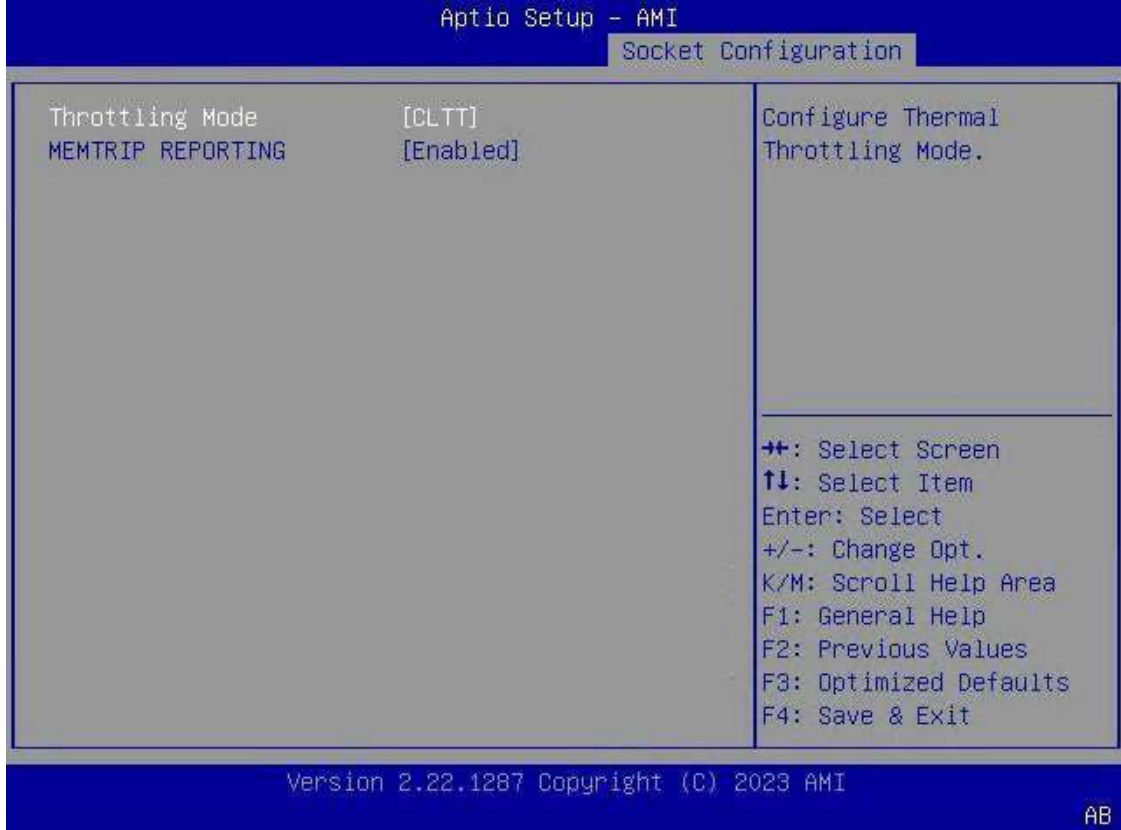 Aptio Setup – AMI
Socket Configuration
Throttling Mode [CLTT]
MEMTRIP REPORTING [Enabled]
Configure Thermal
Throttling Mode.
→←: Select Screen
↑↓: Select Item
Enter: Select
+/-: Change Opt.
K/M: Scroll Help Area
F1: General Help
F2: Previous Values
F3: Optimized Defaults
F4: Save & Exit
Version 2.22.1287 Copyright (C) 2023 AMI
AB